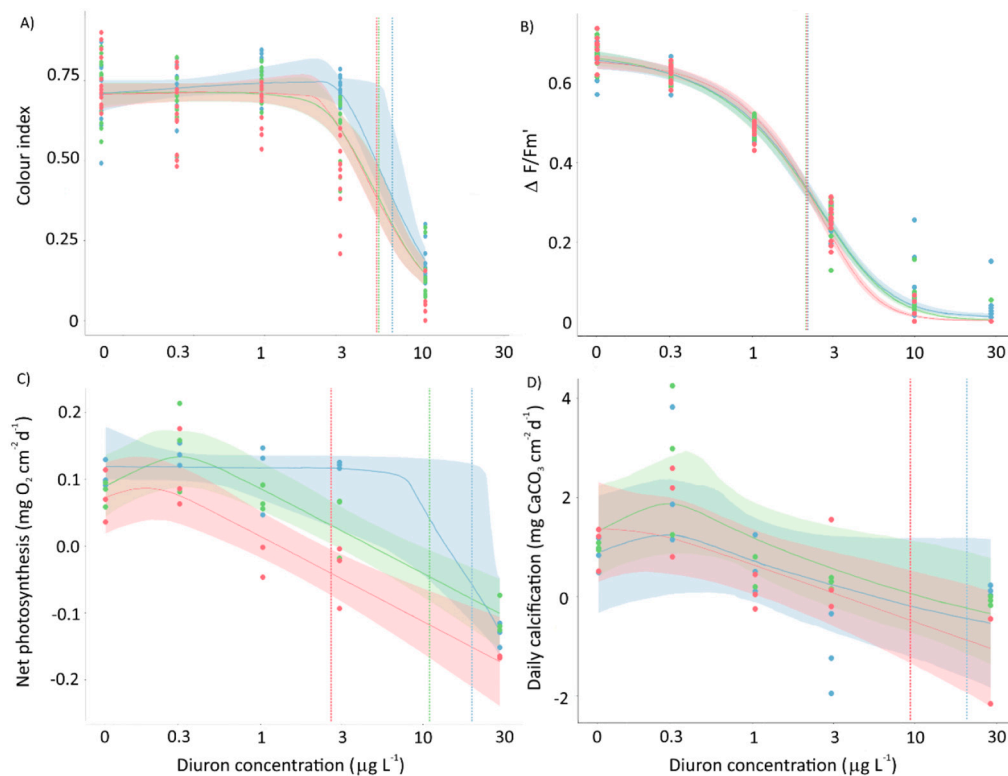 A)
Colour index
0.75
0.50
0.25
0
0 0.3 1 3 10 30
B)
Δ F/Fm'
0.6
0.4
0.2
0
0 0.3 1 3 10 30
C)
Net photosynthesis (mg O₂ cm⁻² d⁻¹)
0.2
0.1
0.0
-0.1
-0.2
0 0.3 1 3 10 30
Diuron concentration (μg L⁻¹)
D)
Daily calcification (mg CaCO₃ cm⁻² d⁻¹)
4
2
0
-2
0 0.3 1 3 10 30
Diuron concentration (μg L⁻¹)